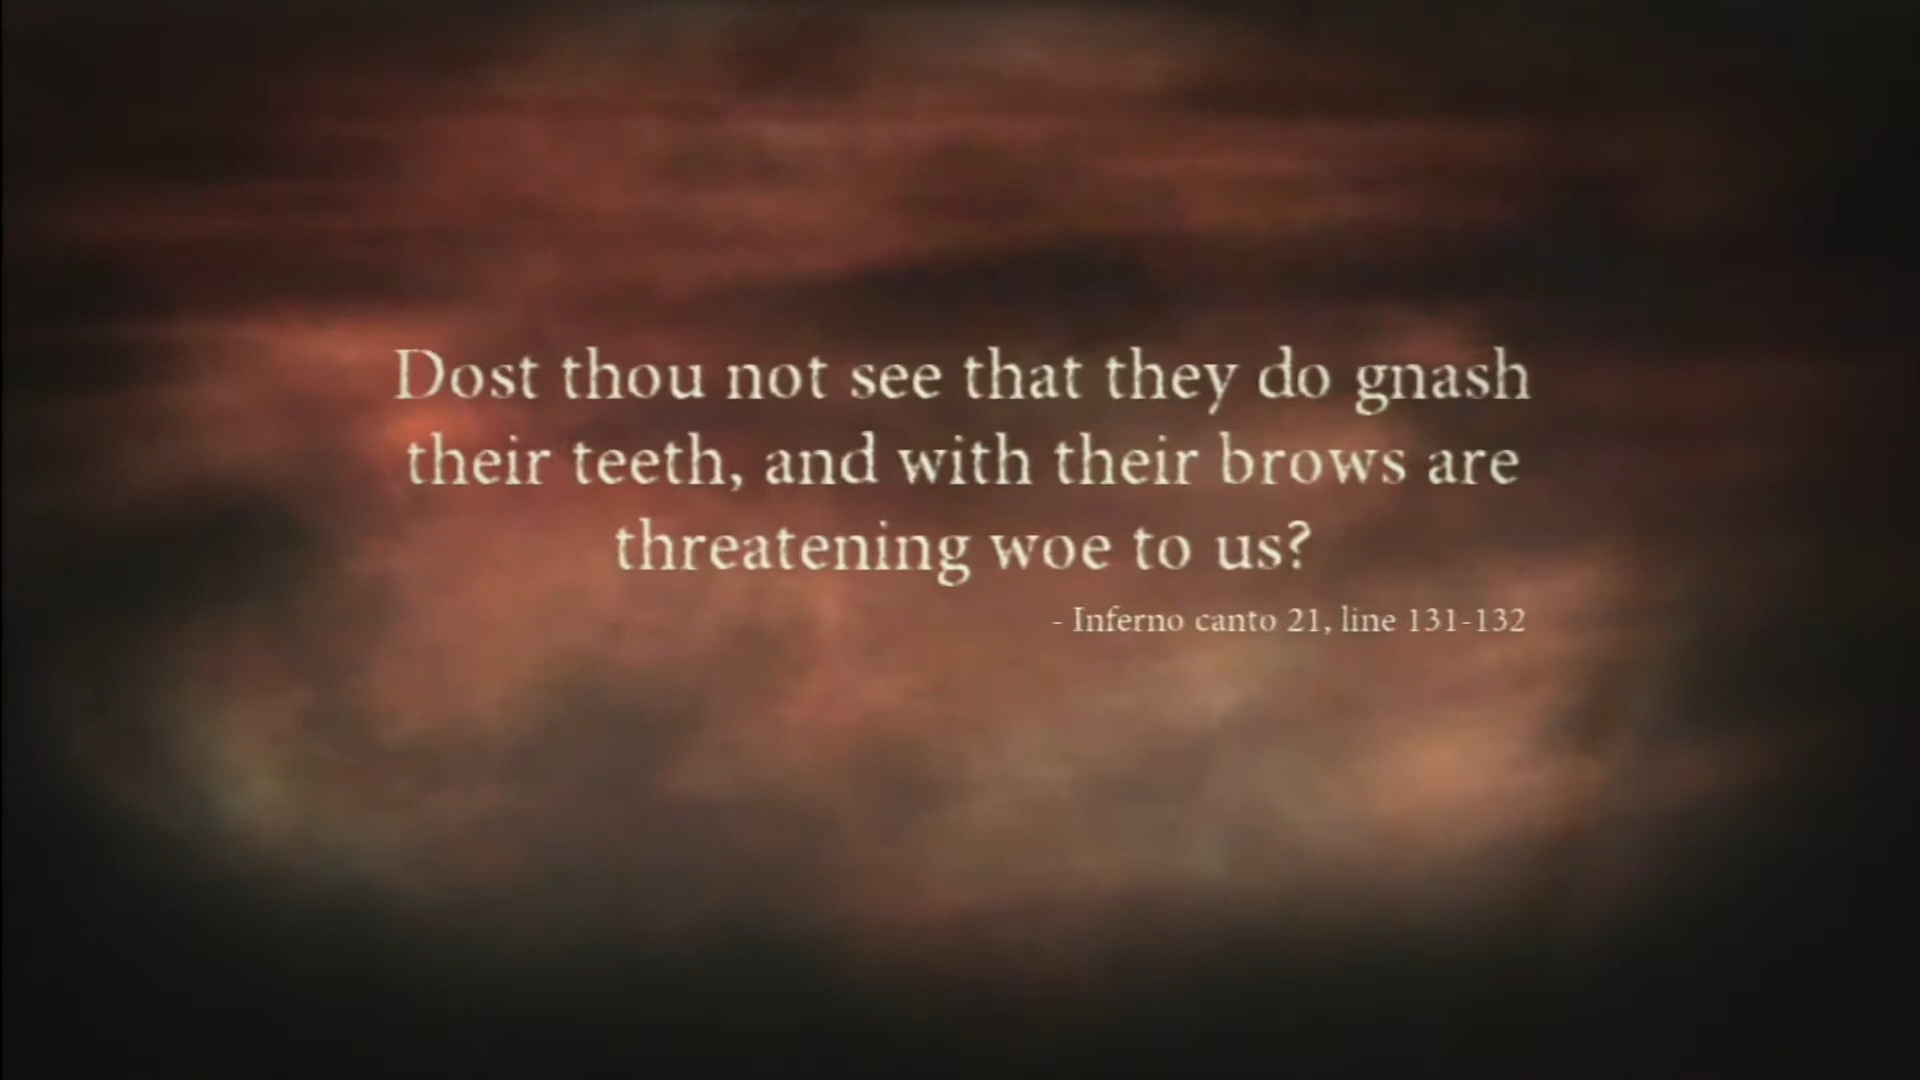 Dost thou not see that they do gnash
their teeth, and with their brows are
threatening woe to us?
- Inferno canto 21, line 131-132